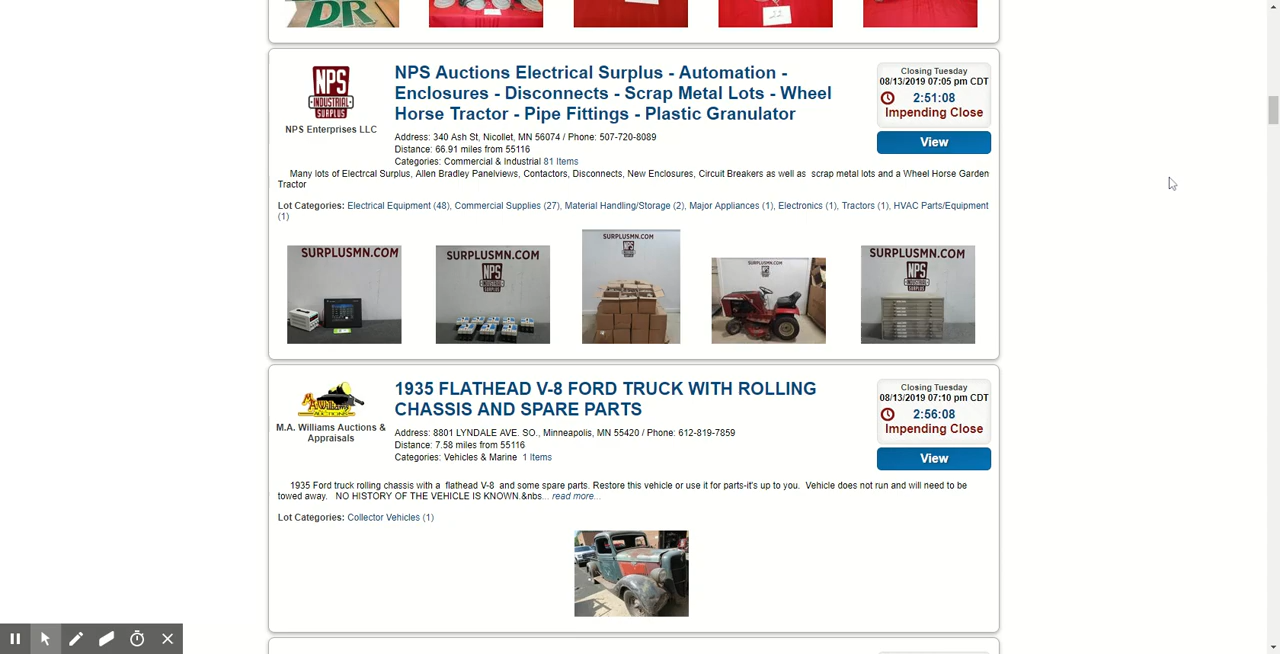 DR
NPS
INDUSTRIAL
SURPLUS
NPS Enterprises LLC
NPS Auctions Electrical Surplus - Automation -
Enclosures - Disconnects - Scrap Metal Lots - Wheel
Horse Tractor - Pipe Fittings - Plastic Granulator
Address: 340 Ash St, Nicollet, MN 56074 / Phone: 507-720-8089
Distance: 66.91 miles from 55116
Categories: Commercial & Industrial 81 Items
Closing Tuesday
08/13/2019 07:05 pm CDT
2:51:08
Impending Close
View
Many lots of Electrcal Surplus, Allen Bradley Panelviews, Contactors, Disconnects, New Enclosures, Circuit Breakers as well as scrap metal lots and a Wheel Horse Garden
Tractor
Lot Categories: Electrical Equipment (48), Commercial Supplies (27), Material Handling/Storage (2), Major Appliances (1), Electronics (1), Tractors (1), HVAC Parts/Equipment
(1)
SURPLUSMN.COM
NPS
SURPLUSMN.COM
NPS
INDUSTRIAL
SURPLUSMN.COM
NPS
SURPLUSMN.COM
SURPLUSMN.COM
NPS
INDUSTRIAL
M.A. Williams Auctions &
Appraisals
1935 FLATHEAD V-8 FORD TRUCK WITH ROLLING
CHASSIS AND SPARE PARTS
Address: 8801 LYNDALE AVE. SO., Minneapolis, MN 55420 / Phone: 612-819-7859
Distance: 7.58 miles from 55116
Categories: Vehicles & Marine 1 Items
Closing Tuesday
08/13/2019 07:10 pm CDT
2:56:08
Impending Close
View
1935 Ford truck rolling chassis with a flathead V-8 and some spare parts. Restore this vehicle or use it for parts-it's up to you. Vehicle does not run and will need to be
towed away. NO HISTORY OF THE VEHICLE IS KNOWN.&nbs... read more...
Lot Categories: Collector Vehicles (1)